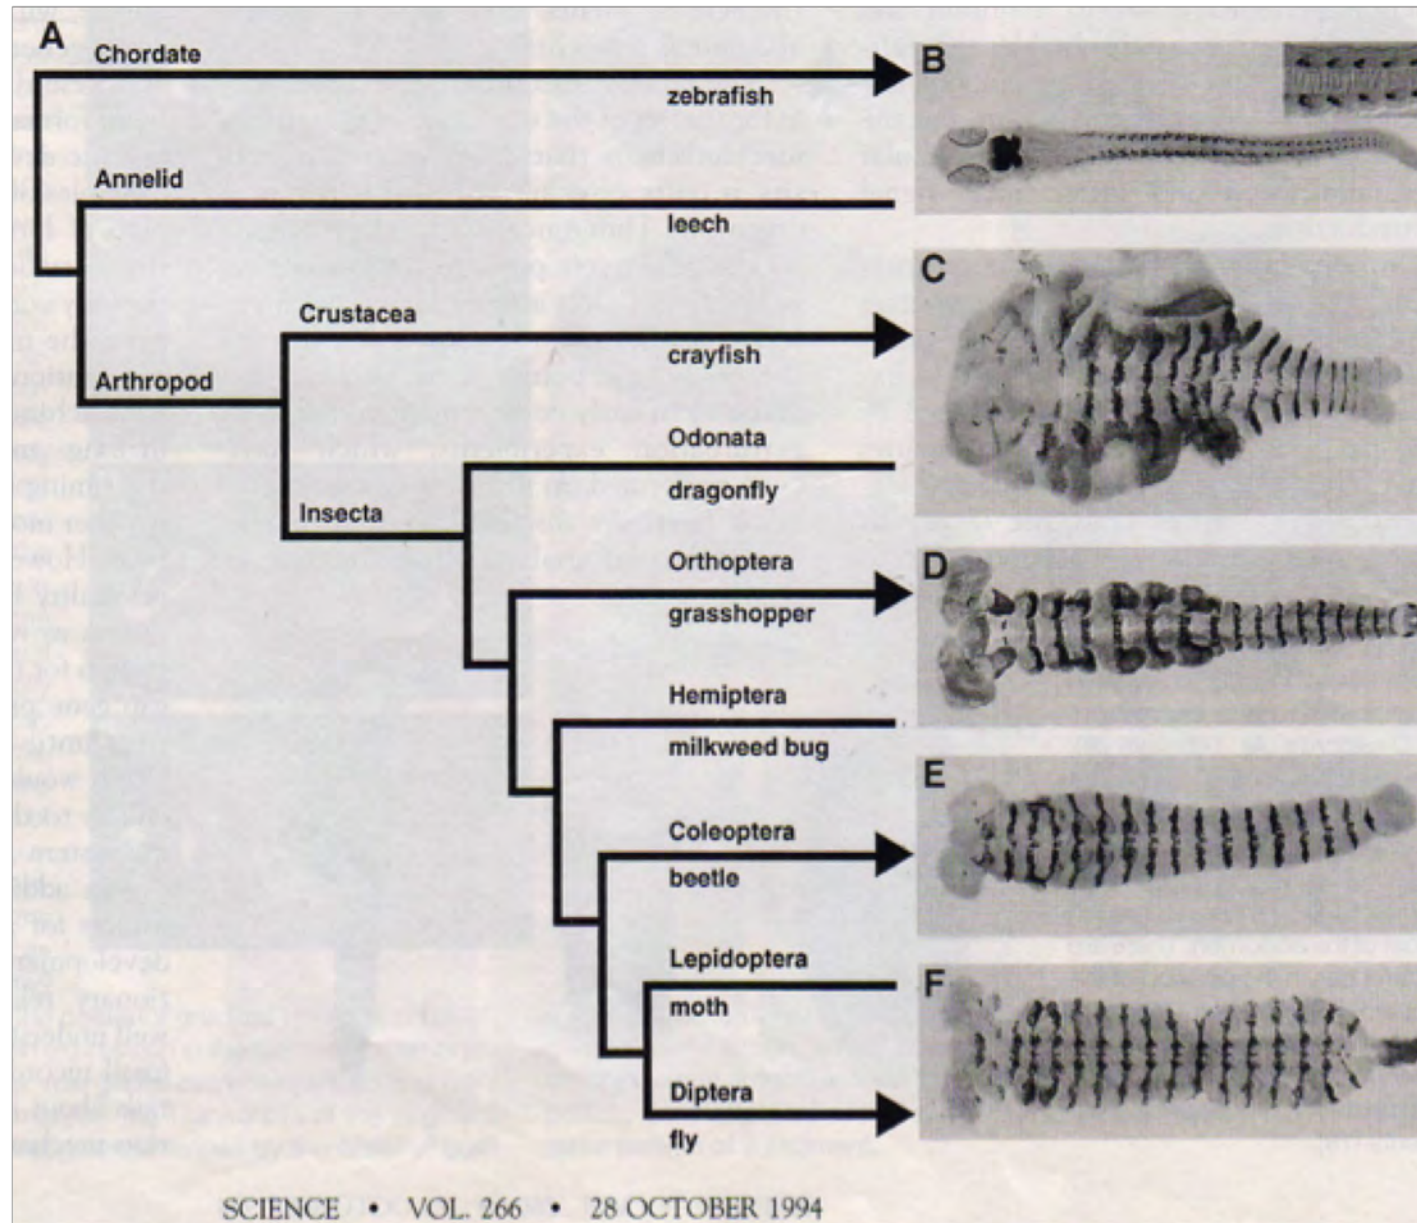 A
Chordate
zebrafish
B
Annelid
leech
C
Crustacea
crayfish
Arthropod
Odonata
dragonfly
Insecta
Orthoptera
D
grasshopper
Hemiptera
milkweed bug
E
Coleoptera
beetle
Lepidoptera
F
moth
Diptera
fly
SCIENCE • VOL. 266 • 28 OCTOBER 1994